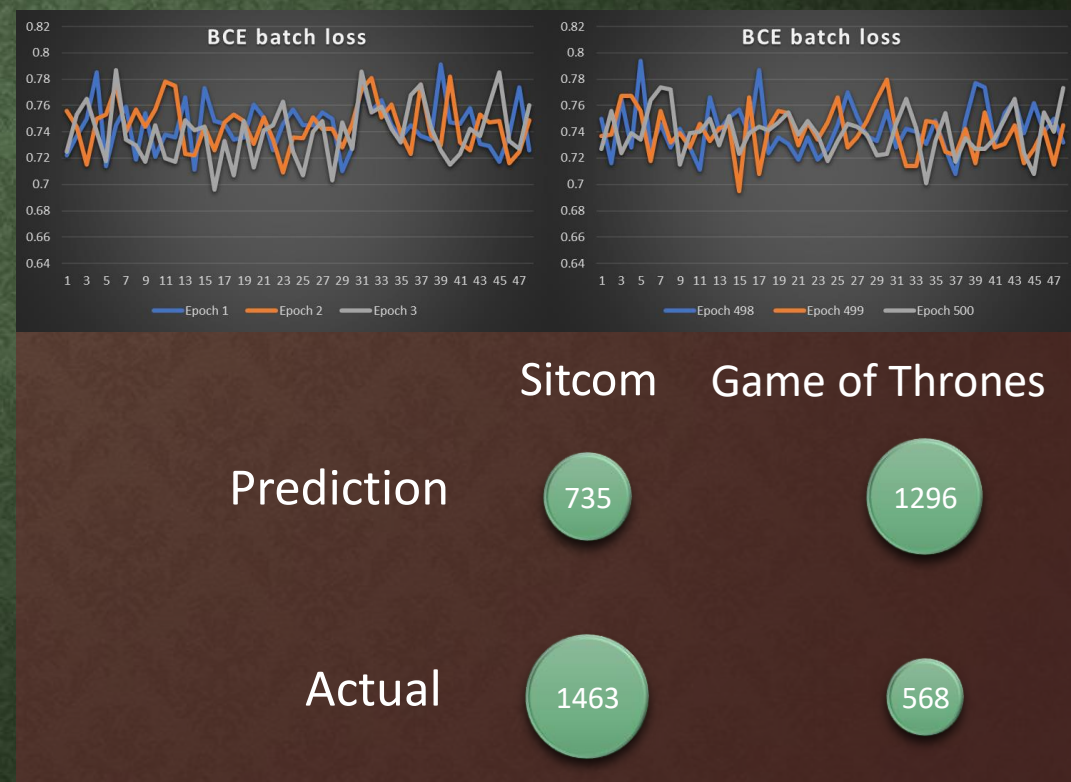 BCE batch loss
0.82
0.8
0.78
0.76
0.74
0.72
0.7
0.68
0.66
0.64
1 3 5 7 9 11 13 15 17 19 21 23 25 27 29 31 33 35 37 39 41 43 45 47
Epoch 1 Epoch 2 Epoch 3
BCE batch loss
0.82
0.8
0.78
0.76
0.74
0.72
0.7
0.68
0.66
0.64
1 3 5 7 9 11 13 15 17 19 21 23 25 27 29 31 33 35 37 39 41 43 45 47
Epoch 498 Epoch 499 Epoch 500
Sitcom Game of Thrones
Prediction 735 1296
Actual 1463 568